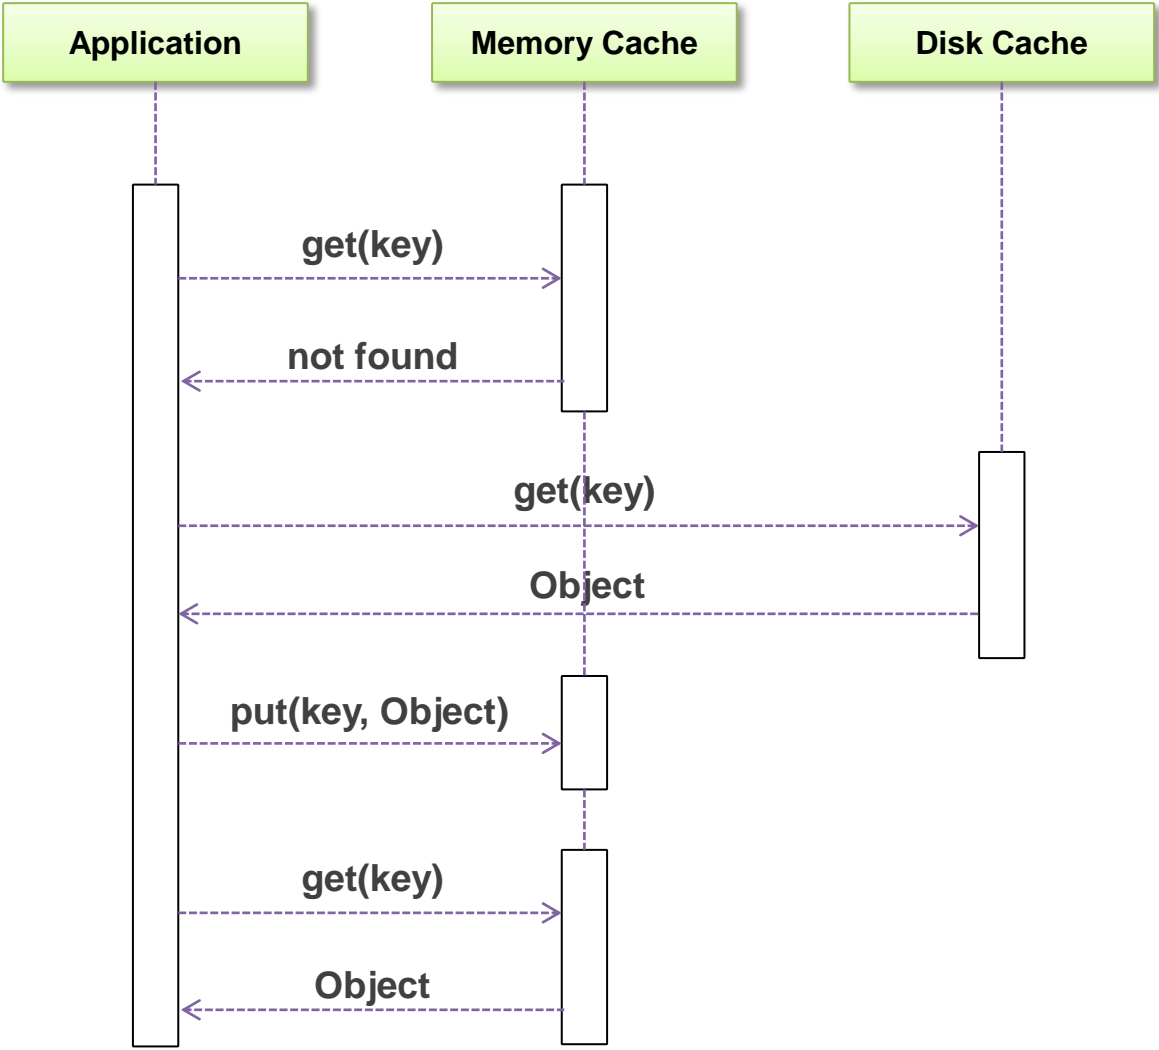 Application
Memory Cache
Disk Cache
get(key)
not found
get(key)
Object
put(key, Object)
get(key)
Object